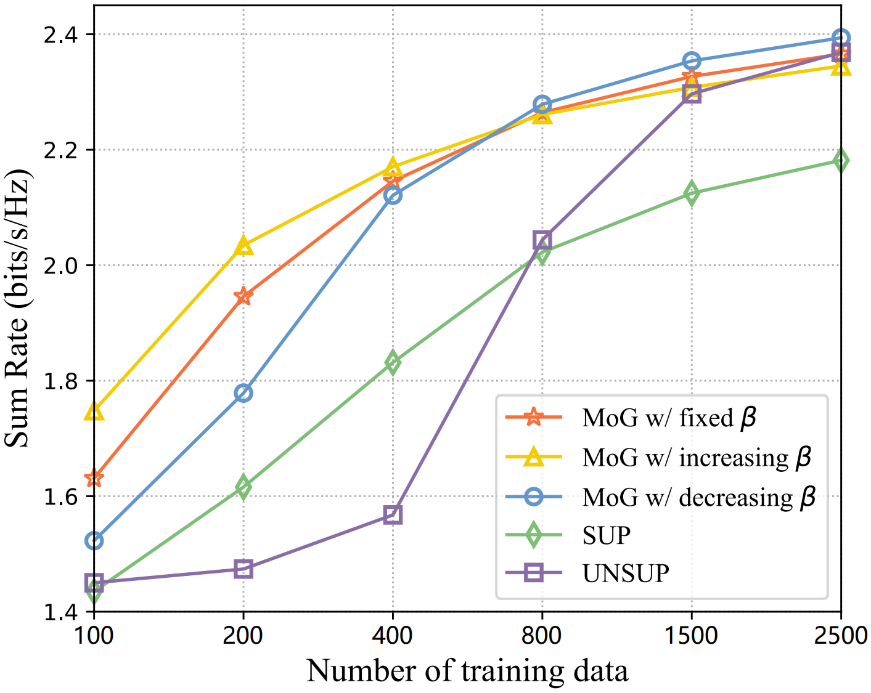 Sum Rate (bits/s/Hz)
2.4
2.2
2.0
1.8
1.6
1.4
MoG w/ fixed β
MoG w/ increasing β
MoG w/ decreasing β
SUP
UNSUP
100 200 400 800 1500 2500
Number of training data